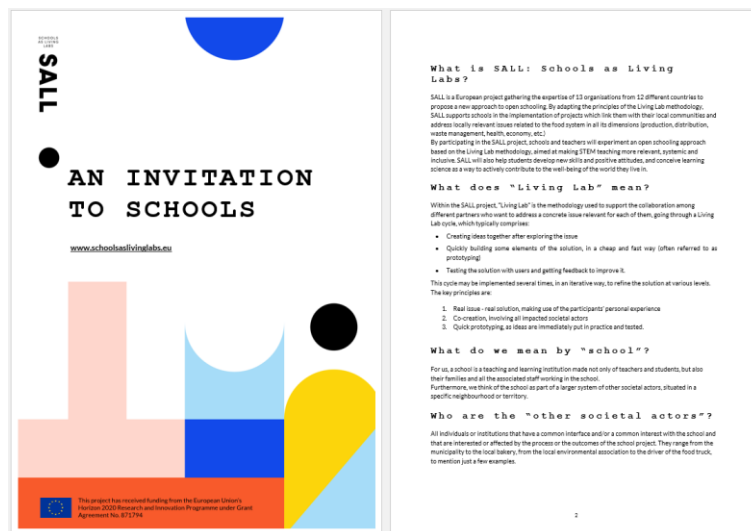 SCHOOLS
AS LIVING
LABS
SALL
AN INVITATION
TO SCHOOLS
www.schoolsaslivinglabs.eu
This project has received funding from the European Union's
Horizon 2020 Research and Innovation Programme under Grant
Agreement No. 871794
What is SALL: Schools as Living
Labs?
SALL is a European project gathering the expertise of 13 organisations from 12 different countries to
propose a new approach to open schooling. By adapting the principles of the Living Lab methodology,
SALL supports schools in the implementation of projects which link them with their local communities and
address locally relevant issues related to the food system in all its dimensions (production, distribution,
waste management, health, economy, etc.)
By participating in the SALL project, schools and teachers will experiment an open schooling approach
based on the Living Lab methodology, aimed at making STEM teaching more relevant, systemic and
inclusive. SALL will also help students develop new skills and positive attitudes, and conceive learning
science as a way to actively contribute to the well-being of the world they live in.
What does "Living Lab" mean?
Within the SALL project, "Living Lab" is the methodology used to support the collaboration among
different partners who want to address a concrete issue relevant for each of them, going through a Living
Lab cycle, which typically comprises:
• Creating ideas together after exploring the issue
• Quickly building some elements of the solution, in a cheap and fast way (often referred to as
prototyping)
• Testing the solution with users and getting feedback to improve it.
This cycle may be implemented several times, in an iterative way, to refine the solution at various levels.
The key principles are:
1. Real issue - real solution, making use of the participants' personal experience
2. Co-creation, involving all impacted societal actors
3. Quick prototyping, as ideas are immediately put in practice and tested.
What do we mean by "school"?
For us, a school is a teaching and learning institution made not only of teachers and students, but also
their families and all the associated staff working in the school.
Furthermore, we think of the school as part of a larger system of other societal actors, situated in a
specific neighbourhood or territory.
Who are the "other societal actors"?
All individuals or institutions that have a common interface and/or a common interest with the school and
that are interested or affected by the process or the outcomes of the school project. They range from the
municipality to the local bakery, from the local environmental association to the driver of the food truck,
to mention just a few examples.
2